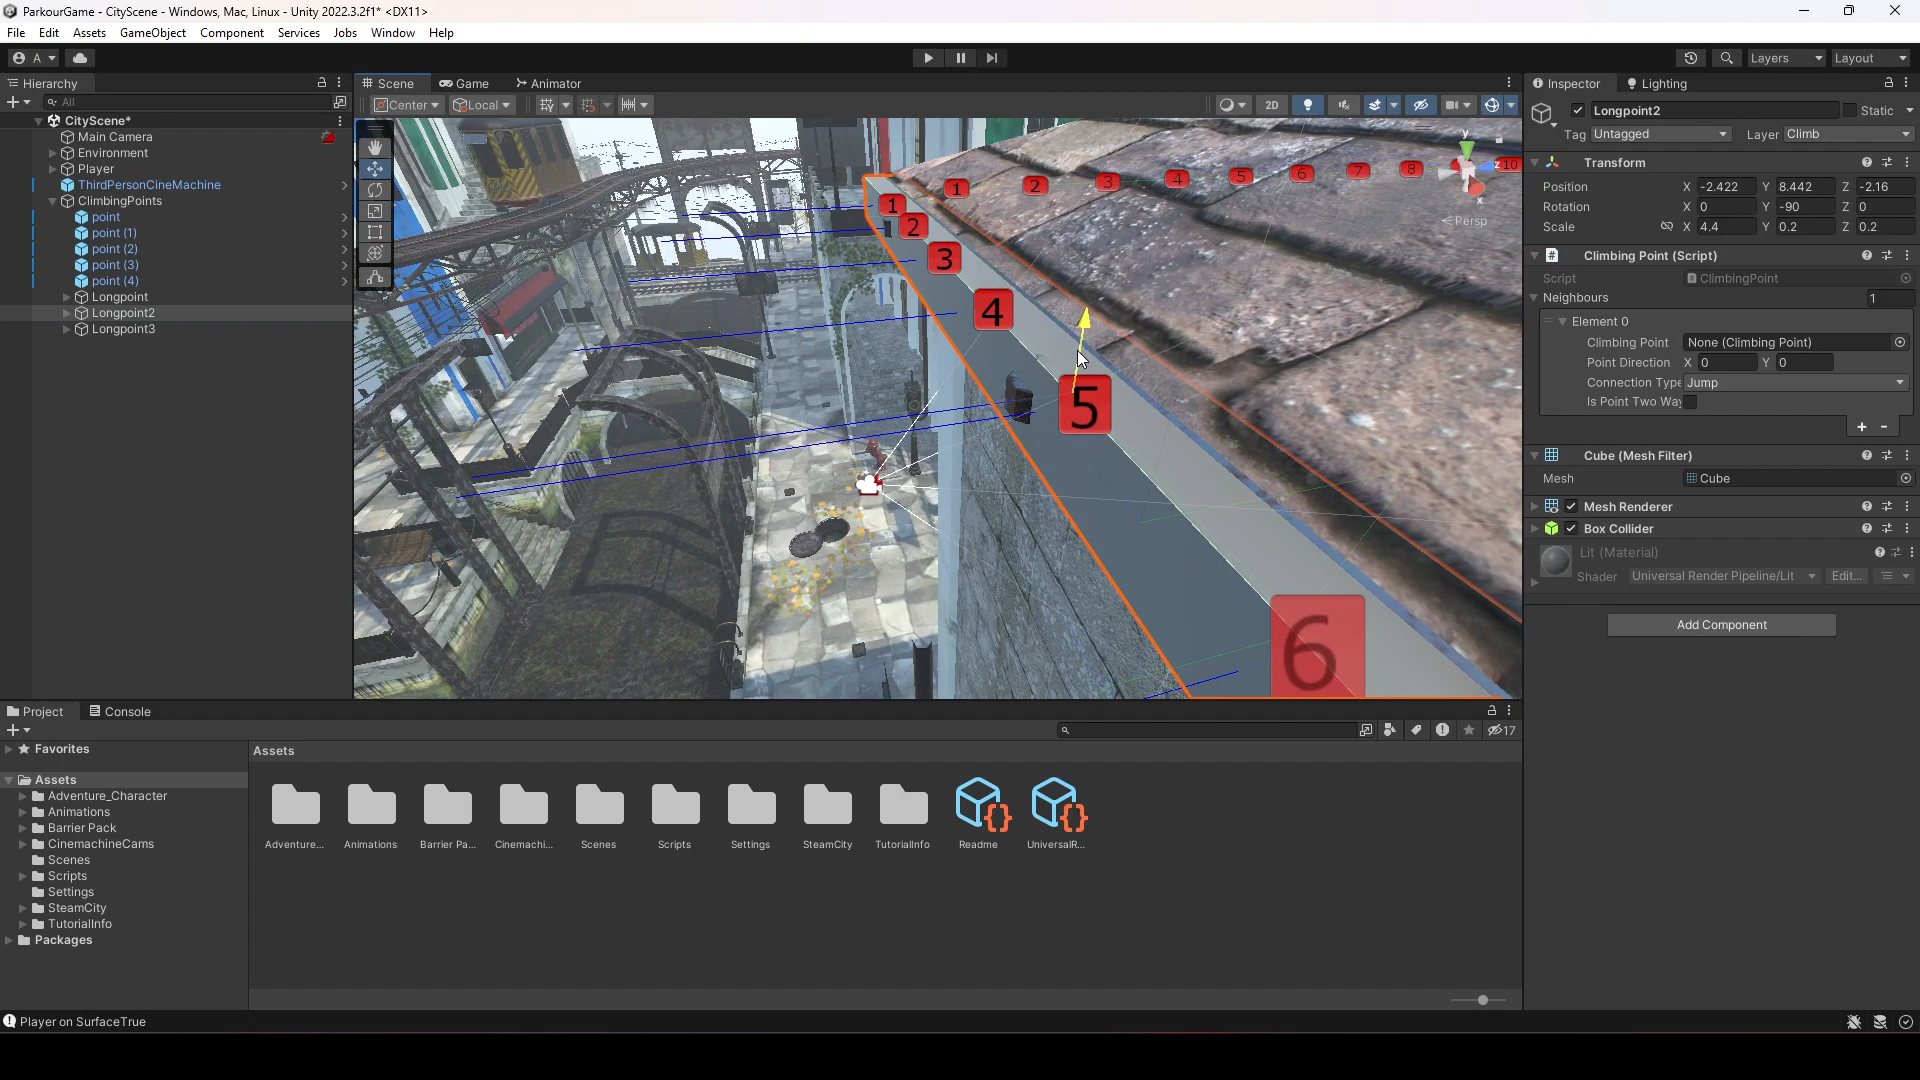 ParkourGame - CityScene - Windows, Mac, Linux - Unity 2022.3.2f1* <DX11>
File Edit Assets GameObject Component Services Jobs Window Help
A
Layers
Layout
Hierarchy
All
CityScene*
Main Camera
Environment
Player
ThirdPersonCineMachine
ClimbingPoints
point
point (1)
point (2)
point (3)
point (4)
Longpoint
Longpoint2
Longpoint3
Scene
Game
Animator
Center
Local
2D
1
2
3
4
5
6
7
8
10
1
2
3
4
5
6
y
z
x
Persp
Inspector
Lighting
Longpoint2
Static
Tag Untagged
Layer Climb
Transform
Position X -2.422 Y 8.442 Z -2.16
Rotation X 0 Y -90 Z 0
Scale X 4.4 Y 0.2 Z 0.2
Climbing Point (Script)
Script ClimbingPoint
Neighbours 1
Element 0
Climbing Point None (Climbing Point)
Point Direction X 0 Y 0
Connection Type Jump
Is Point Two Way
Cube (Mesh Filter)
Mesh Cube
Mesh Renderer
Box Collider
Lit (Material)
Shader Universal Render Pipeline/Lit Edit...
Add Component
Project
Console
17
Favorites
Assets
Adventure_Character
Animations
Barrier Pack
CinemachineCams
Scenes
Scripts
Settings
SteamCity
TutorialInfo
Packages
Assets
Adventure...
Animations
Barrier Pa...
Cinemachi...
Scenes
Scripts
Settings
SteamCity
TutorialInfo
Readme
UniversalR...
Player on SurfaceTrue